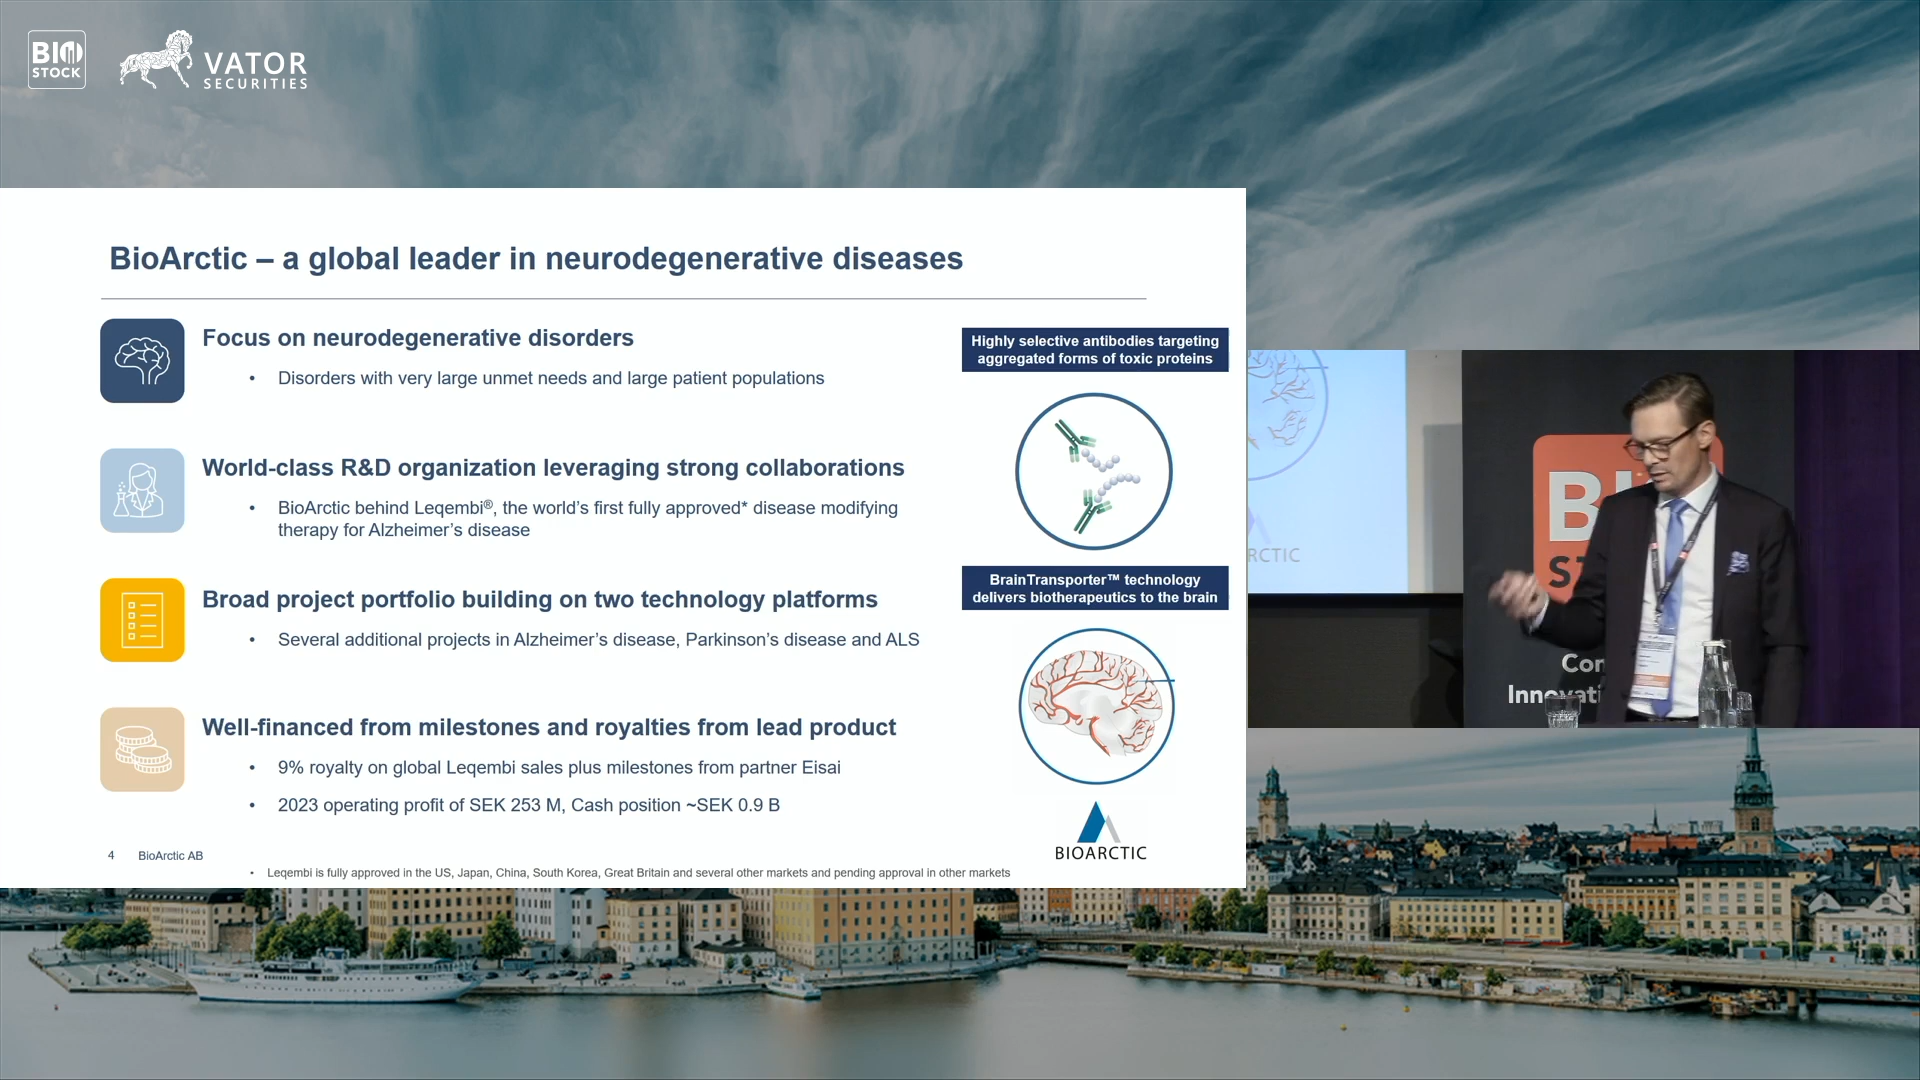 BIO
STOCK
VATOR
SECURITIES
BioArctic – a global leader in neurodegenerative diseases
Focus on neurodegenerative disorders
• Disorders with very large unmet needs and large patient populations
World-class R&D organization leveraging strong collaborations
• BioArctic behind Leqembi®, the world's first fully approved* disease modifying
therapy for Alzheimer's disease
Broad project portfolio building on two technology platforms
• Several additional projects in Alzheimer's disease, Parkinson's disease and ALS
Well-financed from milestones and royalties from lead product
• 9% royalty on global Leqembi sales plus milestones from partner Eisai
• 2023 operating profit of SEK 253 M, Cash position ~SEK 0.9 B
Highly selective antibodies targeting
aggregated forms of toxic proteins
BrainTransporter™ technology
delivers biotherapeutics to the brain
BIOARCTIC
4 BioArctic AB
• Leqembi is fully approved in the US, Japan, China, South Korea, Great Britain and several other markets and pending approval in other markets
RCTIC
BI
S
Con
Innovati